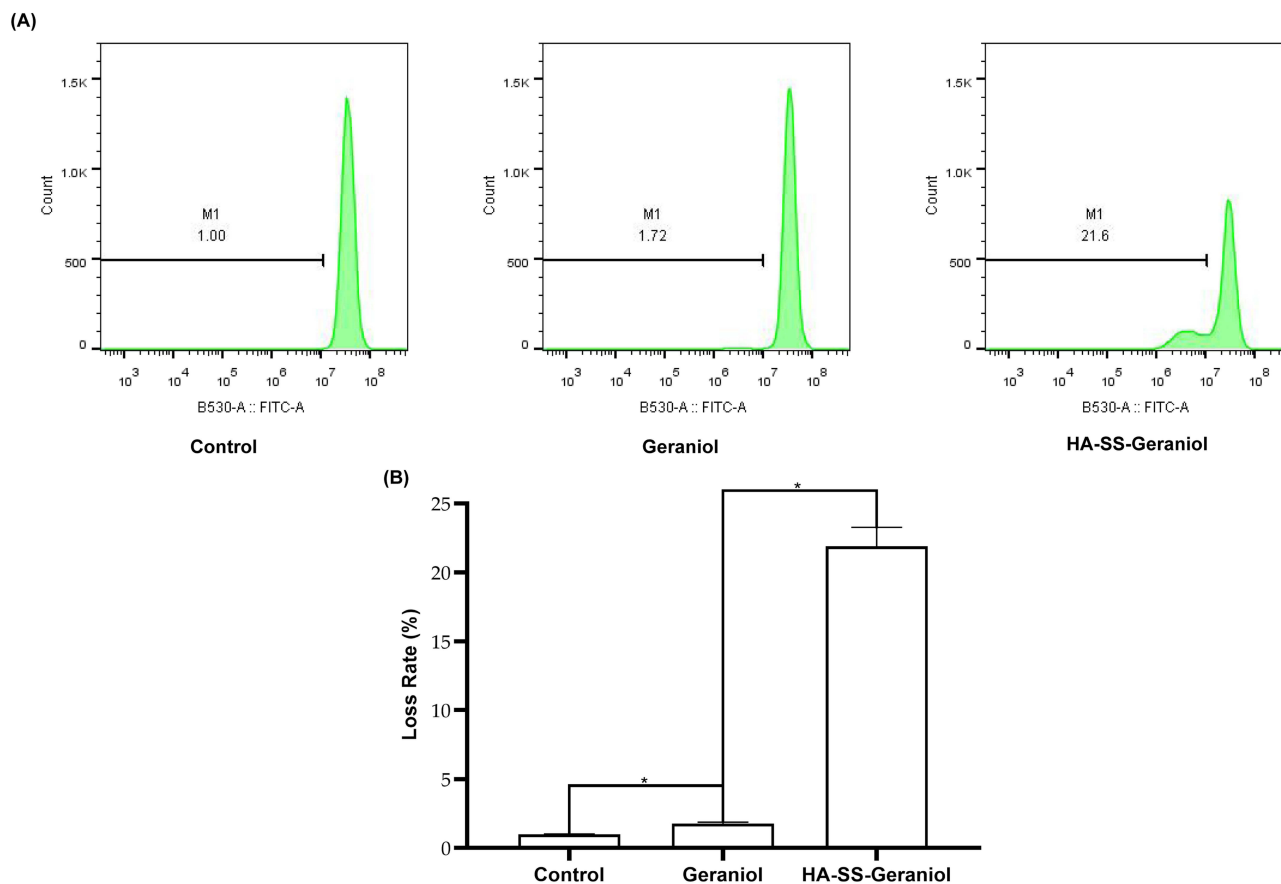 (A)
1.5K
1.0K
500
0
Count
M1
1.00
10^3 10^4 10^5 10^6 10^7 10^8
B530-A :: FITC-A
Control
1.5K
1.0K
500
0
Count
M1
1.72
10^3 10^4 10^5 10^6 10^7 10^8
B530-A :: FITC-A
Geraniol
1.5K
1.0K
500
0
Count
M1
21.6
10^3 10^4 10^5 10^6 10^7 10^8
B530-A :: FITC-A
HA-SS-Geraniol
(B)
Loss Rate (%)
25
20
15
10
5
0
*
*
Control
Geraniol
HA-SS-Geraniol